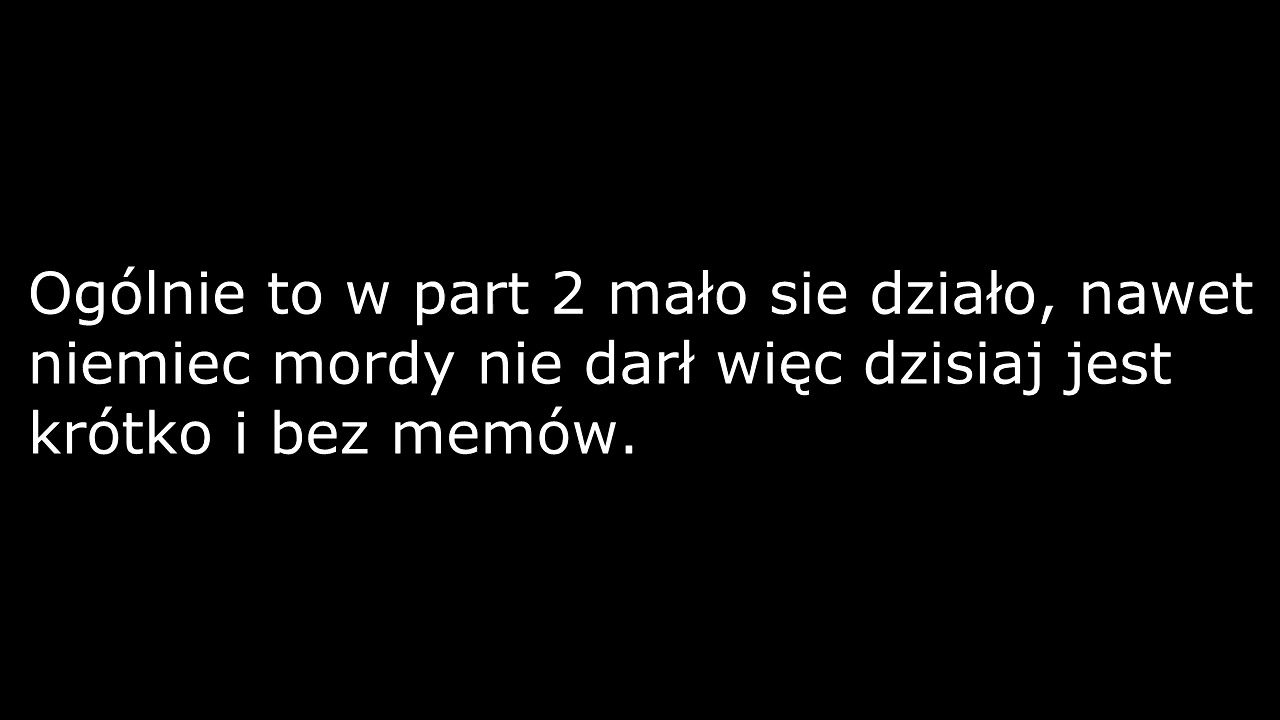 Ogólnie to w part 2 mało sie działo, nawet
niemiec mordy nie darł więc dzisiaj jest
krótko i bez memów.